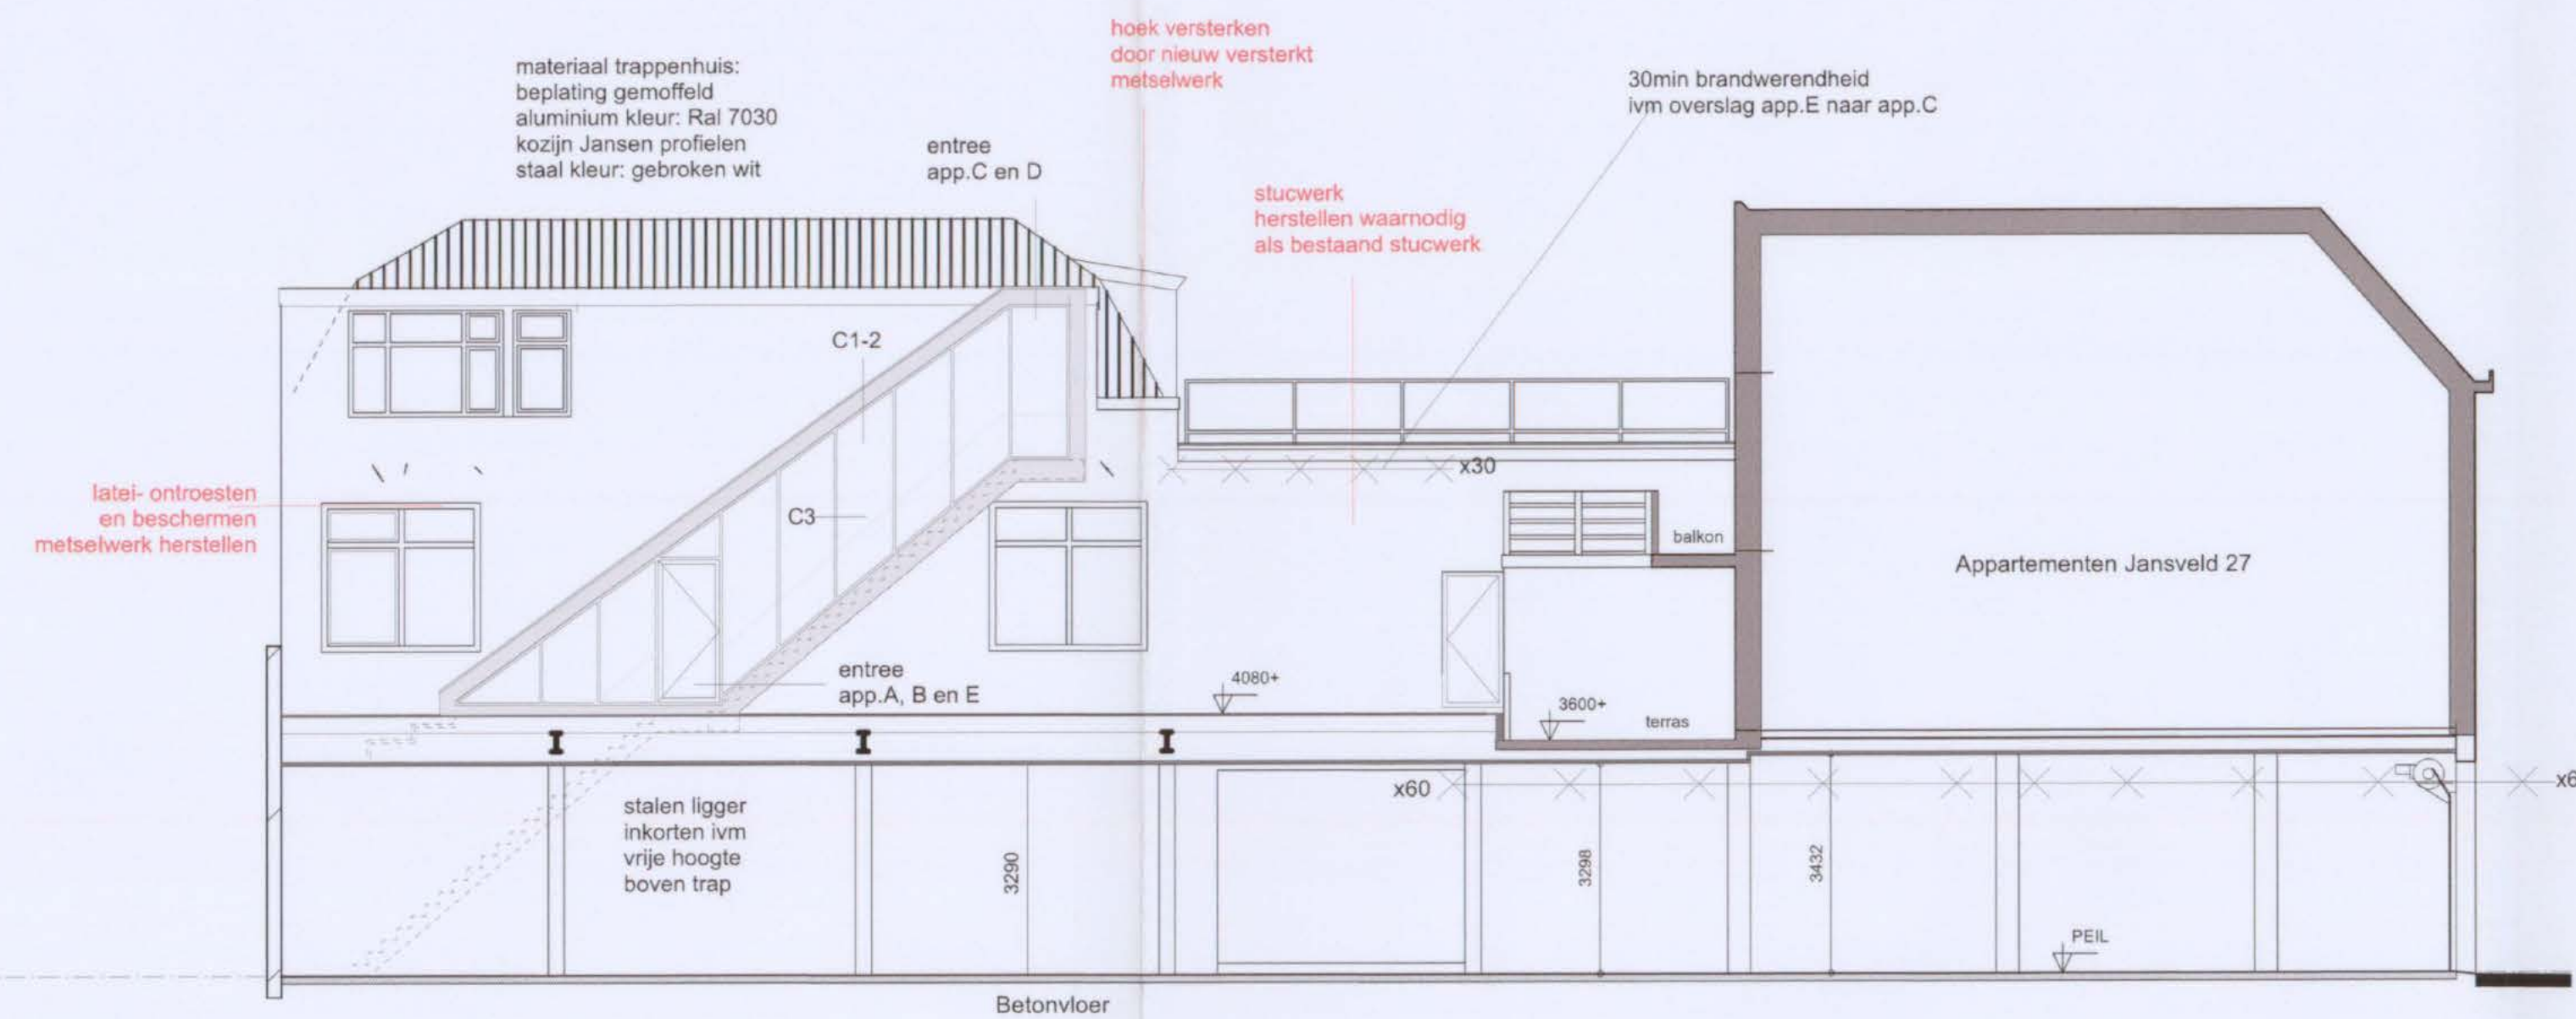 hoek versterken
door nieuw versterkt
metselwerk
materiaal trappenhuis:
beplating gemoffeld
aluminium kleur: Ral 7030
kozijn Jansen profielen
staal kleur: gebroken wit
entree
app.C en D
30min brandwerendheid
ivm overslag app.E naar app.C
stucwerk
herstellen waarnodig
als bestaand stucwerk
C1-2
x30
latei- ontroesten
en beschermen
metselwerk herstellen
C3
balkon
Appartementen Jansveld 27
entree
app.A, B en E
4080+
3600+
terras
x60
stalen ligger
inkorten ivm
vrije hoogte
boven trap
3290
3298
3432
PEIL
Betonvloer